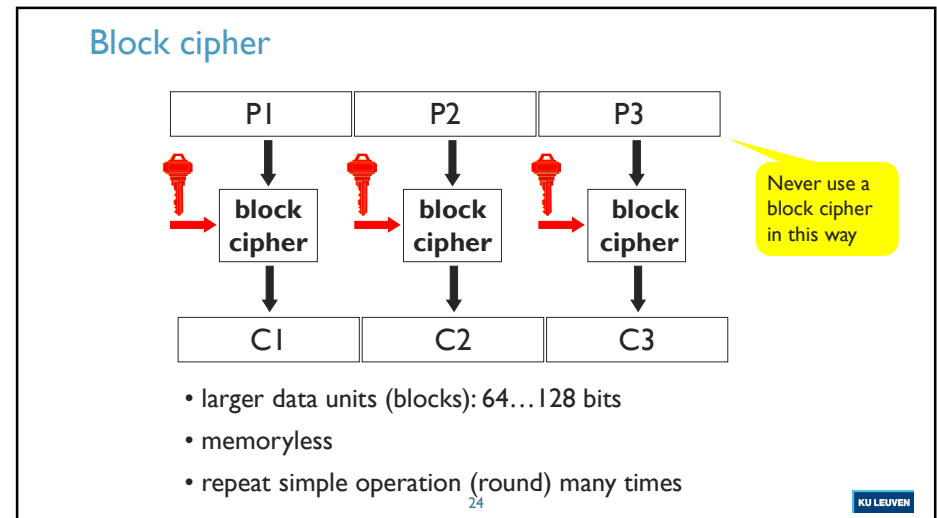 Block cipher
P1 P2 P3
block cipher
block cipher
block cipher
Never use a
block cipher
in this way
C1 C2 C3
• larger data units (blocks): 64…128 bits
• memoryless
• repeat simple operation (round) many times
24
KU LEUVEN